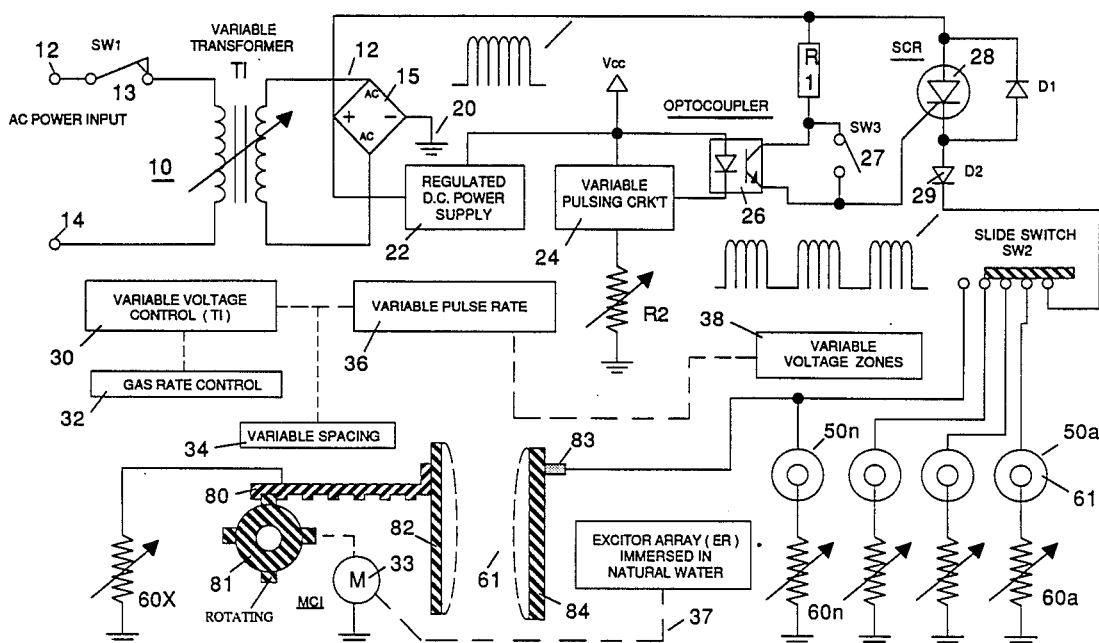 SW1
VARIABLE
TRANSFORMER
TI
12
13
AC POWER INPUT
10
14
12
15
AC
+
-
AC
20
REGULATED
D.C. POWER
SUPPLY
22
Vcc
VARIABLE
PULSING CRK'T
24
R2
OPTOCOUPLER
26
R
1
SW3
27
SCR
28
D1
D2
29
SLIDE SWITCH
SW2
VARIABLE VOLTAGE
CONTROL ( TI )
30
GAS RATE CONTROL
32
VARIABLE PULSE RATE
36
VARIABLE SPACING
34
38
VARIABLE
VOLTAGE ZONES
83
50n
50a
61
80
82
61
84
81
ROTATING
60X
MCI
33
M
EXCITOR ARRAY ( ER )
IMMERSED IN
NATURAL WATER
37
60n
60a